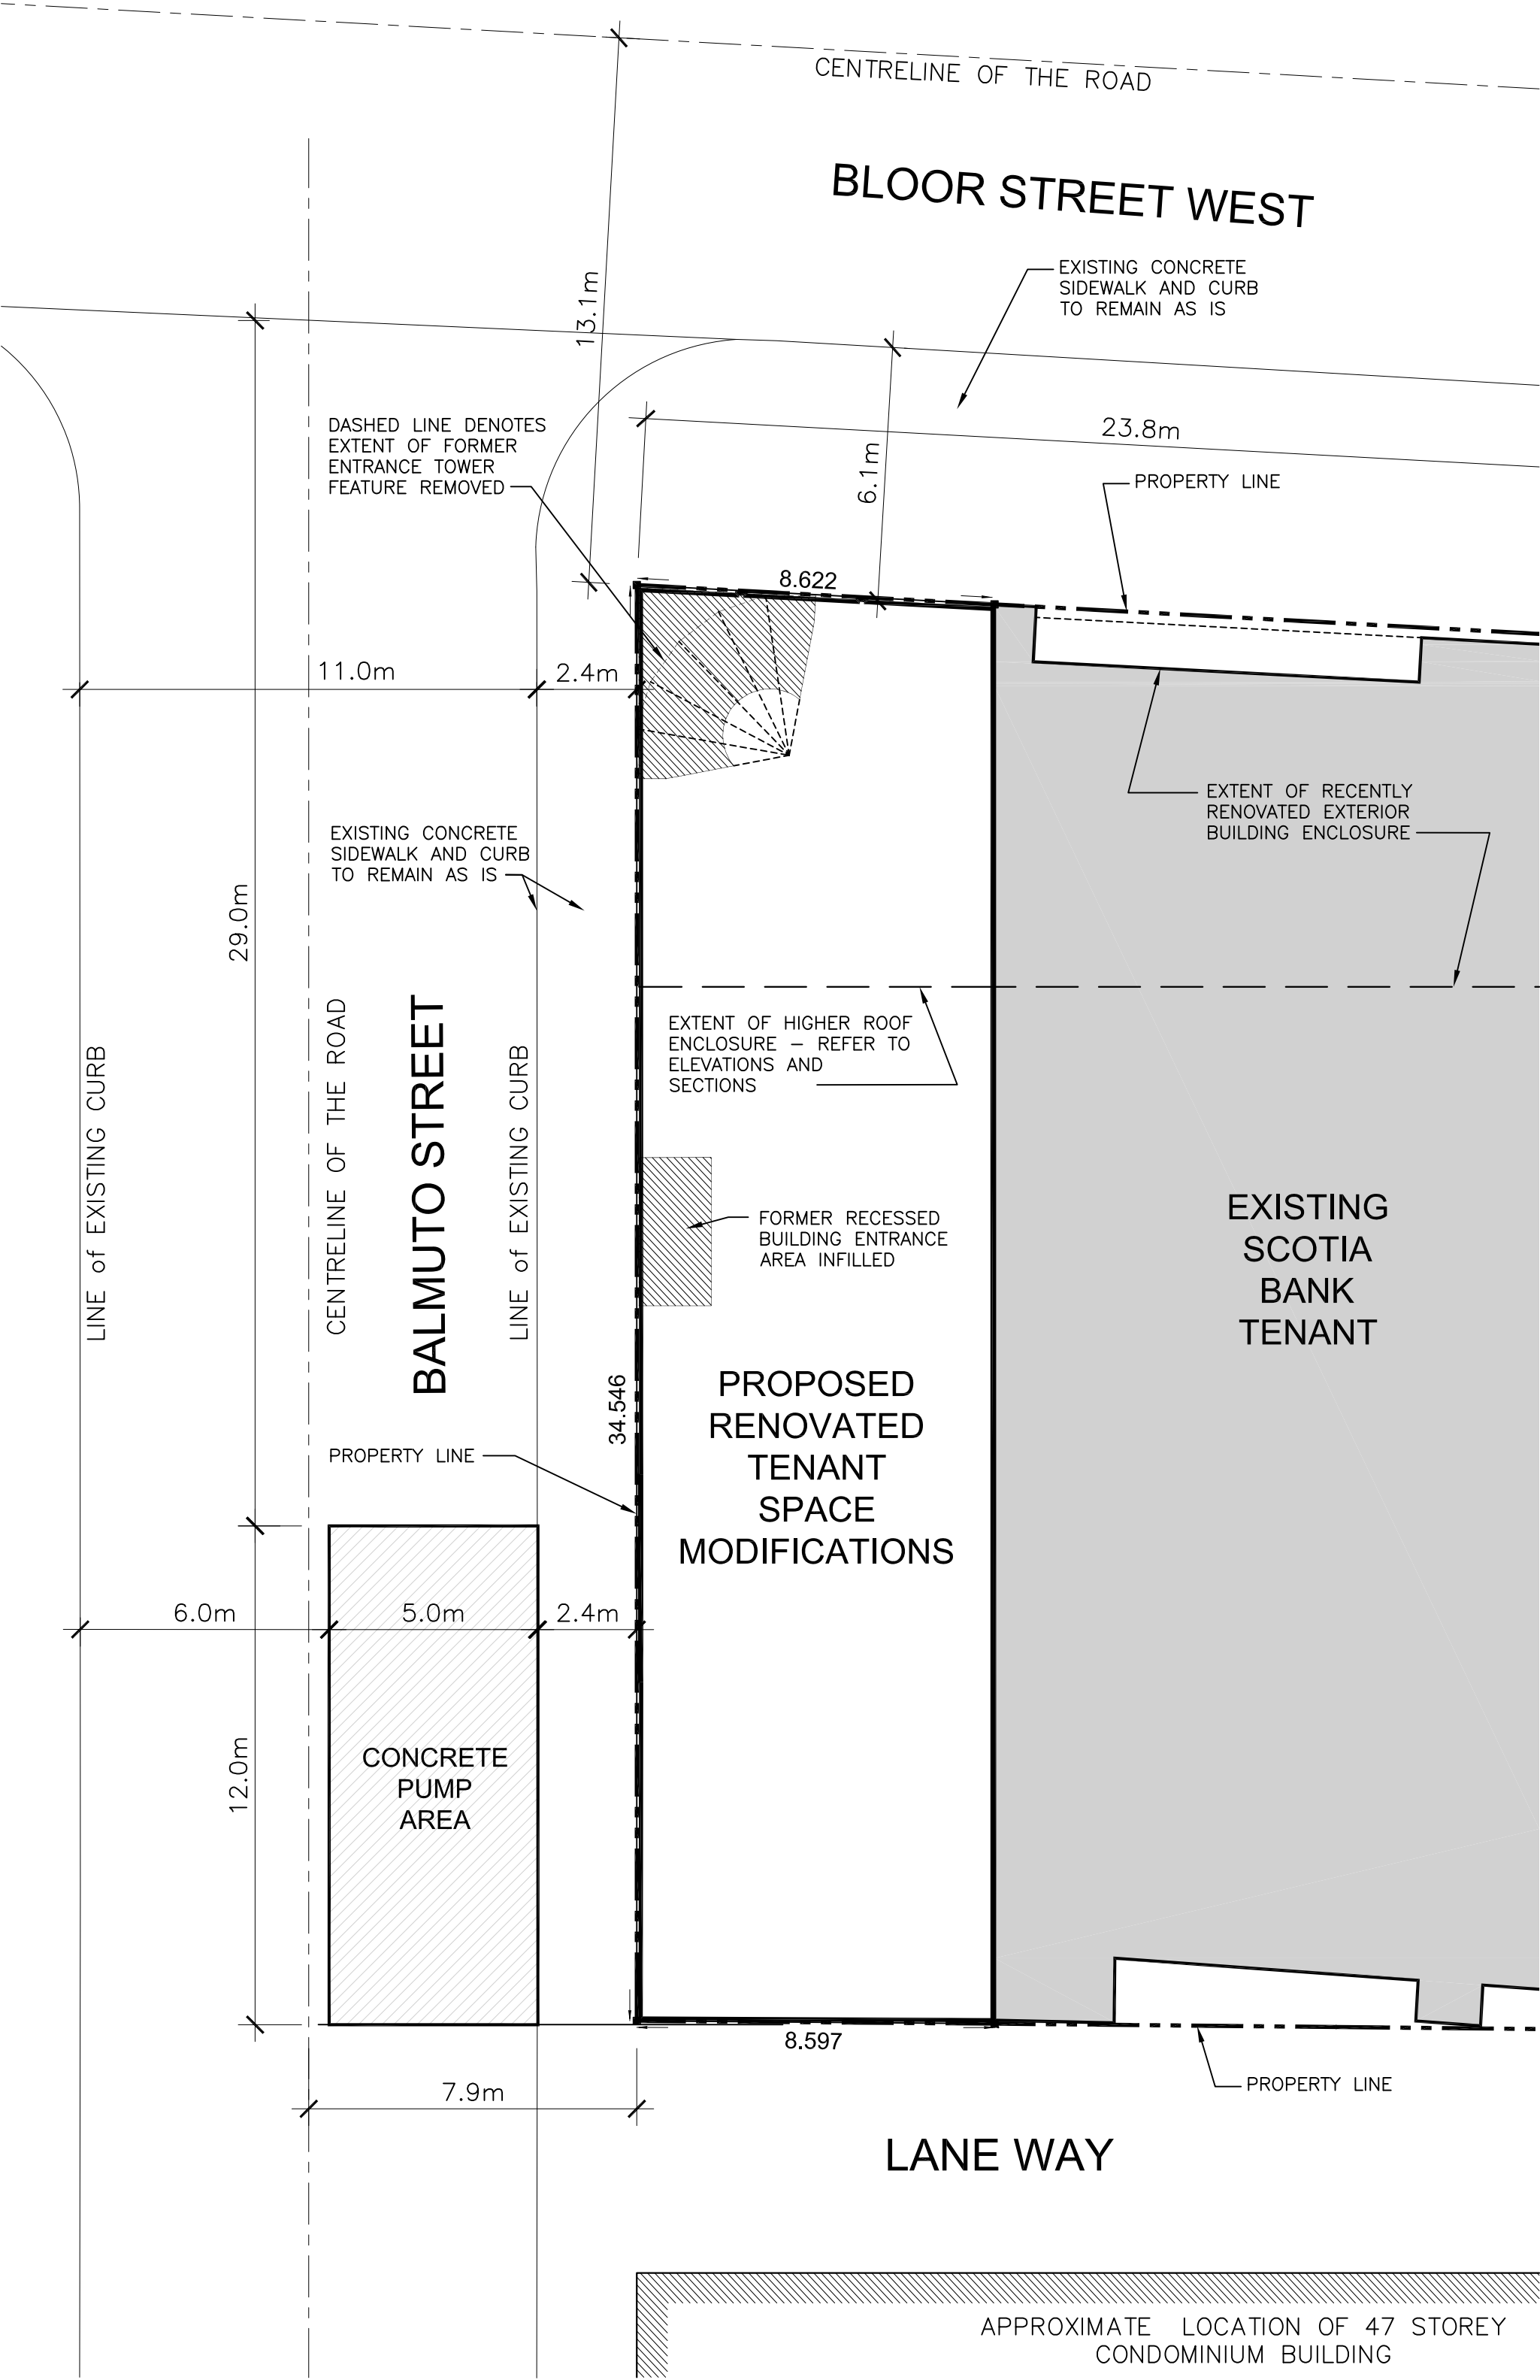 CENTRELINE OF THE ROAD
BLOOR STREET WEST
EXISTING CONCRETE
SIDEWALK AND CURB
TO REMAIN AS IS
13.1m
DASHED LINE DENOTES
EXTENT OF FORMER
ENTRANCE TOWER
FEATURE REMOVED
23.8m
6.1m
PROPERTY LINE
8.622
11.0m
2.4m
EXTENT OF RECENTLY
RENOVATED EXTERIOR
BUILDING ENCLOSURE
EXISTING CONCRETE
SIDEWALK AND CURB
TO REMAIN AS IS
29.0m
EXTENT OF HIGHER ROOF
ENCLOSURE – REFER TO
ELEVATIONS AND
SECTIONS
LINE of EXISTING CURB
CENTRELINE OF THE ROAD
BALMUTO STREET
LINE of EXISTING CURB
FORMER RECESSED
BUILDING ENTRANCE
AREA INFILLED
EXISTING
SCOTIA
BANK
TENANT
34.546
PROPOSED
RENOVATED
TENANT
SPACE
MODIFICATIONS
PROPERTY LINE
6.0m
5.0m
2.4m
12.0m
CONCRETE
PUMP
AREA
8.597
7.9m
PROPERTY LINE
LANE WAY
APPROXIMATE LOCATION OF 47 STOREY
CONDOMINIUM BUILDING